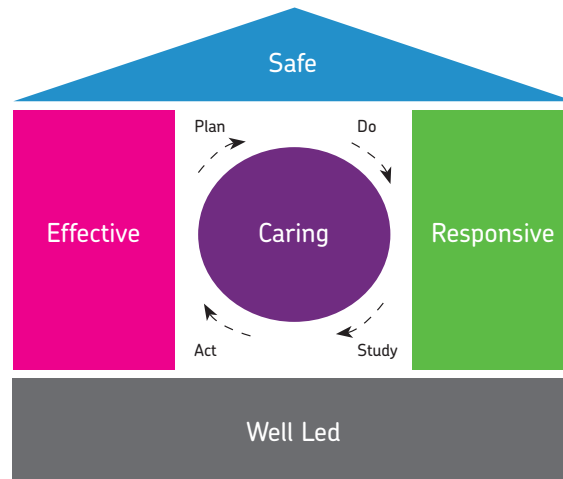 Safe
Plan
Do
Effective
Caring
Responsive
Act
Study
Well Led